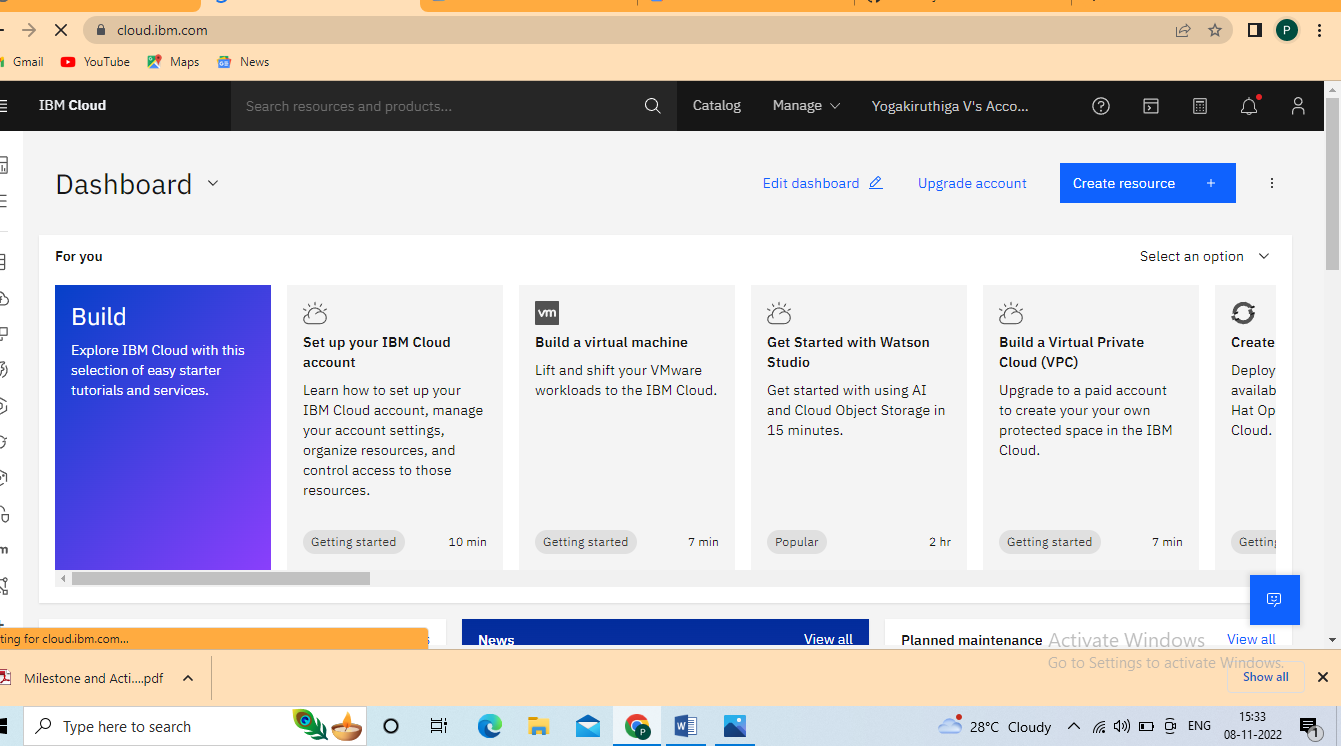 cloud.ibm.com
P
Gmail
YouTube
Maps
News
IBM Cloud
Search resources and products...
Catalog
Manage
Yogakiruthiga V's Acco...
Dashboard
Edit dashboard
Upgrade account
Create resource +
For you
Select an option
Build
Explore IBM Cloud with this
selection of easy starter
tutorials and services.
Set up your IBM Cloud
account
Learn how to set up your
IBM Cloud account, manage
your account settings,
organize resources, and
control access to those
resources.
Getting started
10 min
vm
Build a virtual machine
Lift and shift your VMware
workloads to the IBM Cloud.
Getting started
7 min
Get Started with Watson
Studio
Get started with using AI
and Cloud Object Storage in
15 minutes.
Popular
2 hr
Build a Virtual Private
Cloud (VPC)
Upgrade to a paid account
to create your your own
protected space in the IBM
Cloud.
Getting started
7 min
Create
Deploy
availab
Hat Op
Cloud.
Getting
ting for cloud.ibm.com...
News
View all
Planned maintenance
View all
Activate Windows
Go to Settings to activate Windows.
Milestone and Acti....pdf
Show all
Type here to search
28°C Cloudy
ENG
15:33
08-11-2022
1